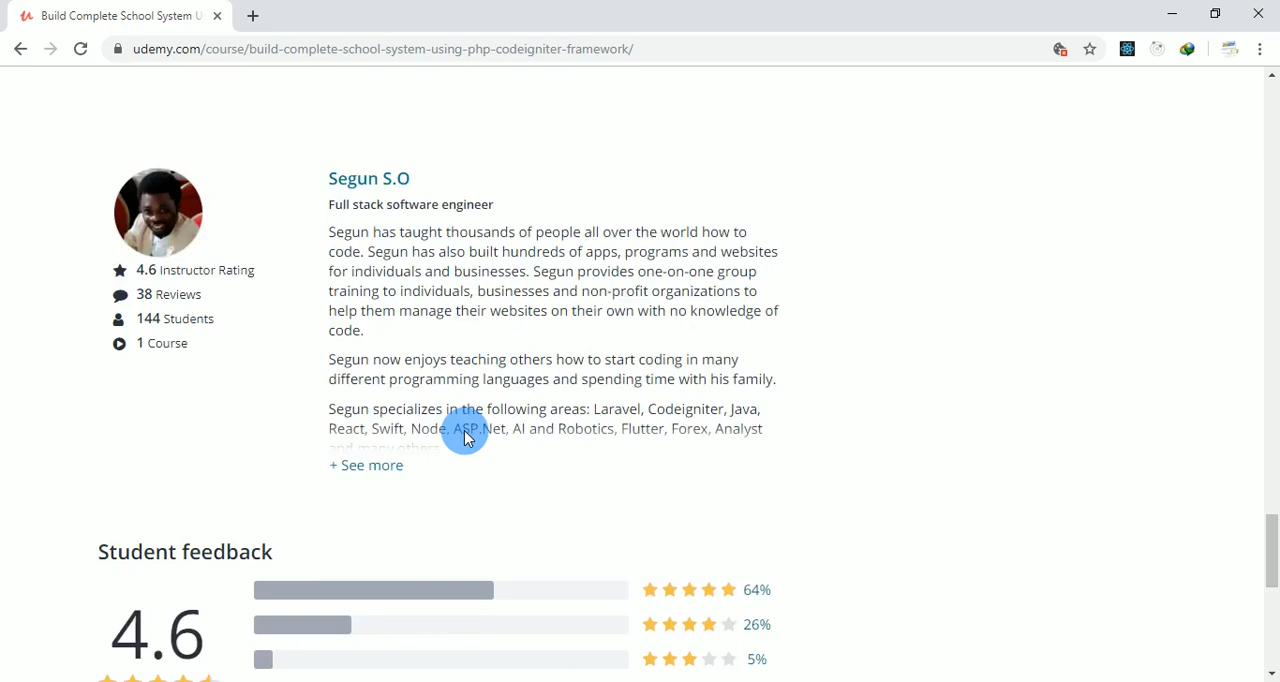 Build Complete School System U
udemy.com/course/build-complete-school-system-using-php-codeigniter-framework/
Segun S.O
Full stack software engineer
Segun has taught thousands of people all over the world how to
code. Segun has also built hundreds of apps, programs and websites
for individuals and businesses. Segun provides one-on-one group
training to individuals, businesses and non-profit organizations to
help them manage their websites on their own with no knowledge of
code.
4.6 Instructor Rating
38 Reviews
144 Students
1 Course
Segun now enjoys teaching others how to start coding in many
different programming languages and spending time with his family.
Segun specializes in the following areas: Laravel, Codeigniter, Java,
React, Swift, Node, ASP.Net, AI and Robotics, Flutter, Forex, Analyst
and many others
+ See more
Student feedback
4.6
64%
26%
5%